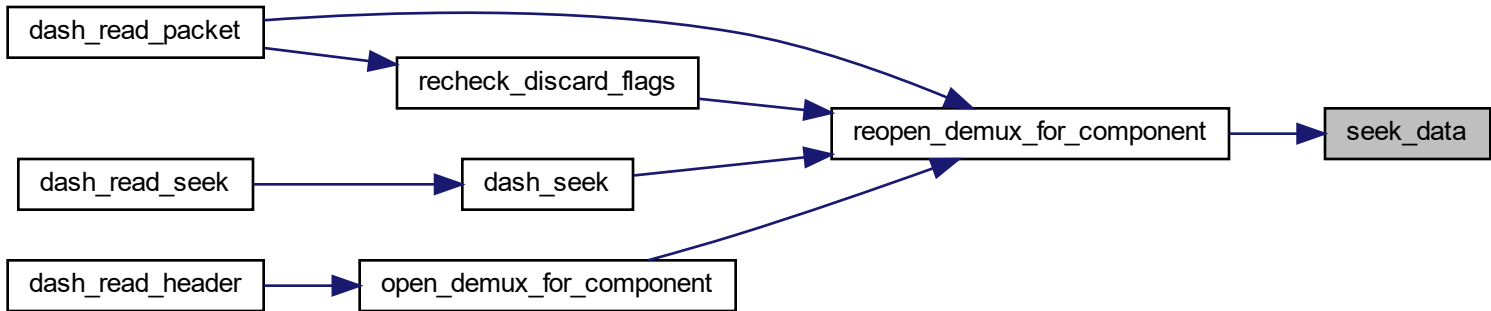 dash_read_packet
recheck_discard_flags
reopen_demux_for_component
seek_data
dash_read_seek
dash_seek
dash_read_header
open_demux_for_component